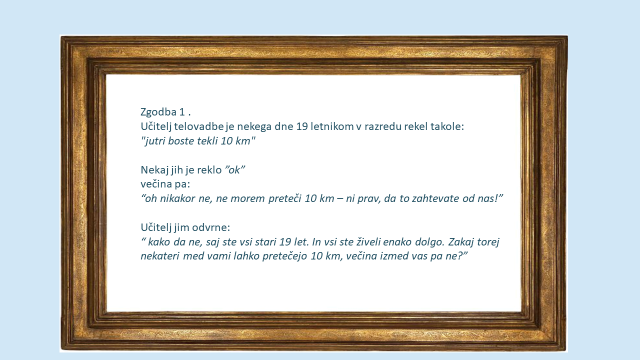 Zgodba 1 .
Učitelj telovadbe je nekega dne 19 letnikom v razredu rekel takole:
"jutri boste tekli 10 km"
Nekaj jih je reklo ”ok”
večina pa:
“oh nikakor ne, ne morem preteči 10 km – ni prav, da to zahtevate od nas!”
Učitelj jim odvrne:
“ kako da ne, saj ste vsi stari 19 let. In vsi ste živeli enako dolgo. Zakaj torej
nekateri med vami lahko pretečejo 10 km, večina izmed vas pa ne?”